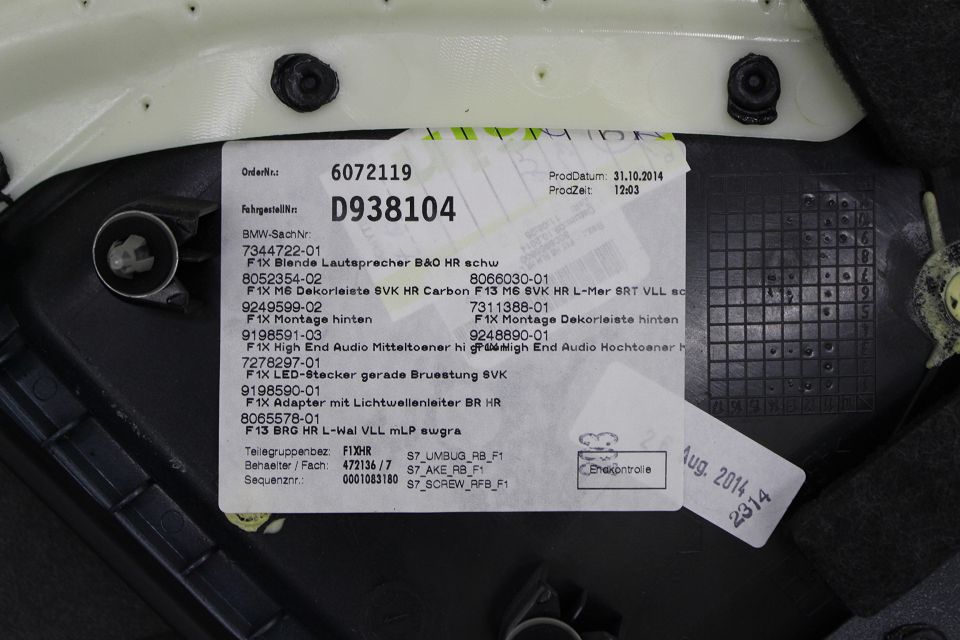 OrderNr.: 6072119
ProdDatum: 31.10.2014
ProdZeit: 12:03
FahrgestellNr: D938104
BMW-SachNr:
7344722-01
F1X Blende Lautsprecher B&O HR schw
8052354-02 8066030-01
F1X M6 Dekorleiste SVK HR Carbon F13 M6 SVK HR L-Mer SRT VLL sc
9249599-02 7311388-01
F1X Montage hinten F1X Montage Dekorleiste hinten
9198591-03 9248890-01
F1X High End Audio Mitteltoener hi F1X High End Audio Hochtoener h
7278297-01
F1X LED-Stecker gerade Bruestung SVK
9198590-01
F1X Adapter mit Lichtwellenleiter BR HR
8065578-01
F13 BRG HR L-Wal VLL mLP swgra
Teilegruppenbez: F1XHR S7_UMBUG_RB_F1
Behaelter / Fach: 472136 / 7 S7_AKE_RB_F1
Sequenznr.: 0001083180 S7_SCREW_RFB_F1
Endkontrolle
Aug. 2014
2314